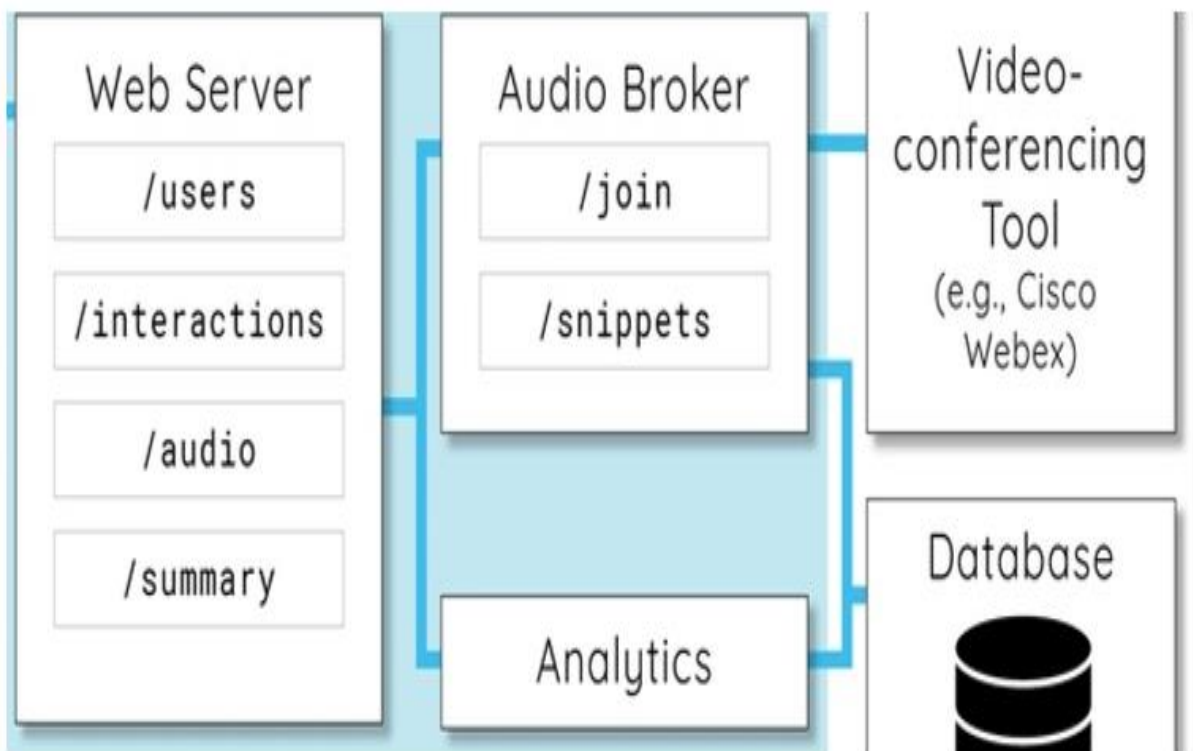 Web Server
/users
/interactions
/audio
/summary
Audio Broker
/join
/snippets
Analytics
Video-
conferencing
Tool
(e.g., Cisco
Webex)
Database